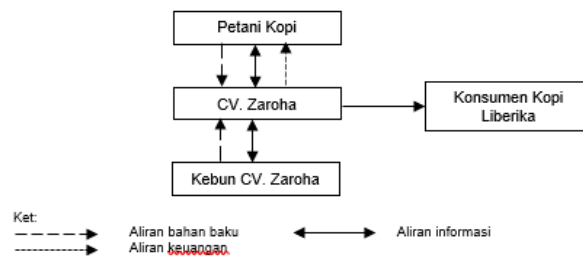 Petani Kopi
CV. Zaroha
Konsumen Kopi
Liberika
Kebun CV. Zaroha
Ket:
Aliran bahan baku
Aliran informasi
Aliran keuangan